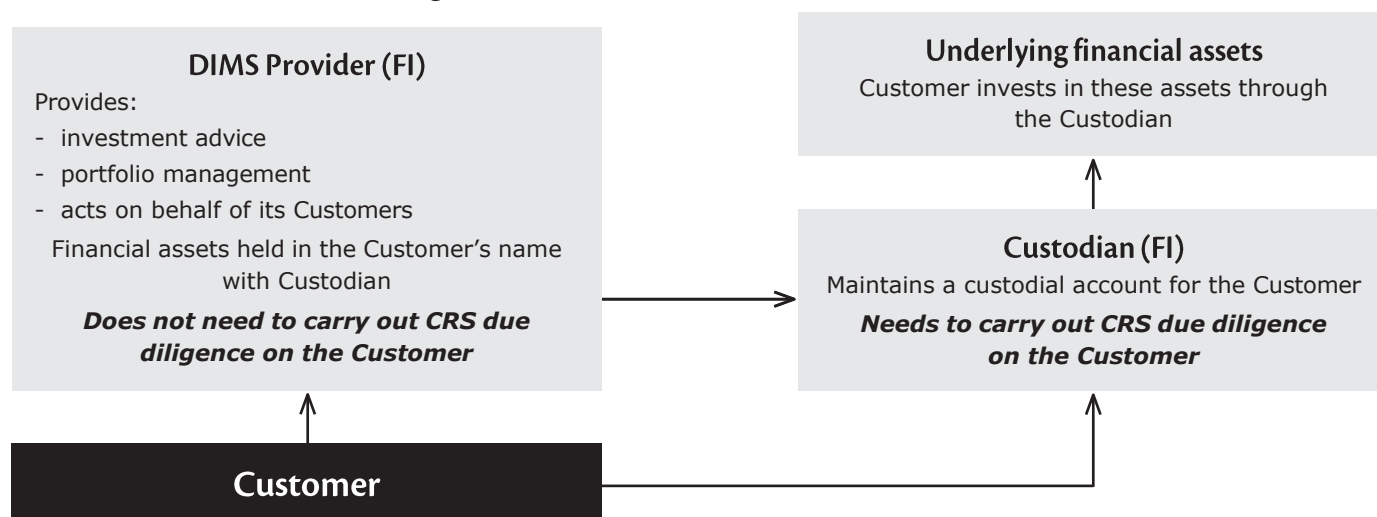 DIMS Provider (FI)
Provides:
- investment advice
- portfolio management
- acts on behalf of its Customers
Financial assets held in the Customer's name
with Custodian
Does not need to carry out CRS due
diligence on the Customer
Customer
Underlying financial assets
Customer invests in these assets through
the Custodian
Custodian (FI)
Maintains a custodial account for the Customer
Needs to carry out CRS due diligence
on the Customer